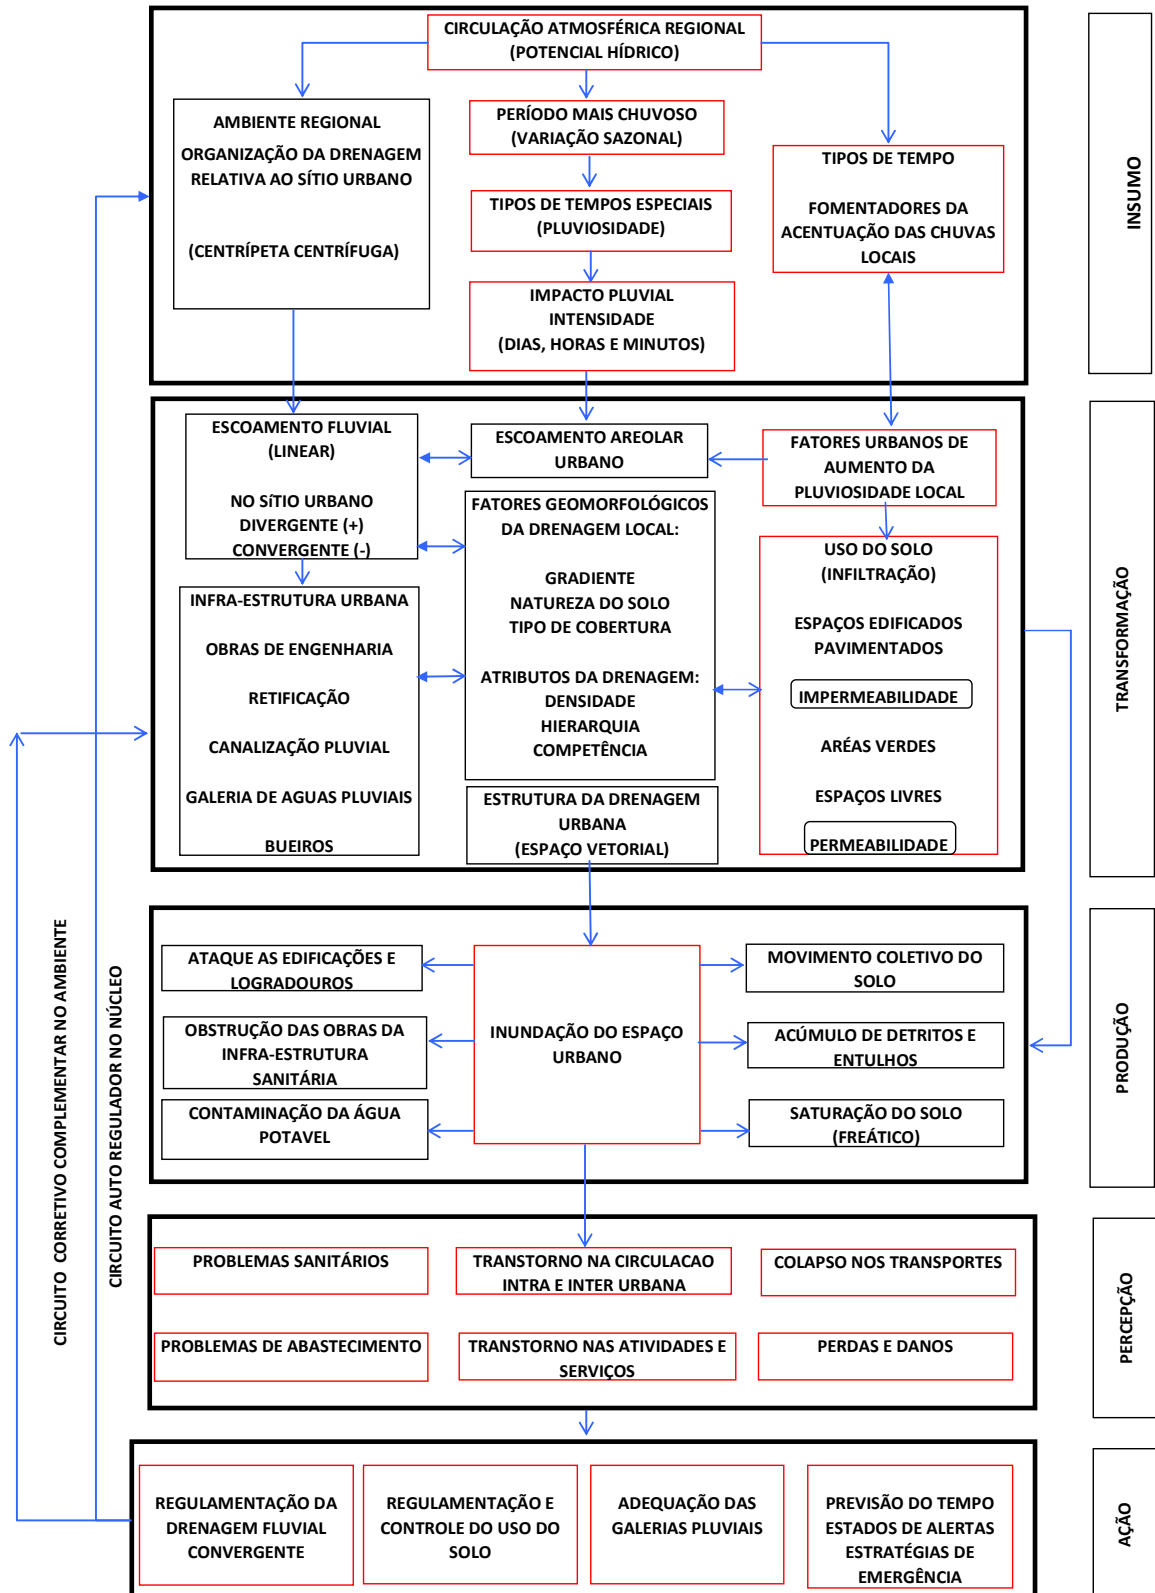 CIRCULAÇÃO ATMOSFÉRICA REGIONAL
(POTENCIAL HÍDRICO)
AMBIENTE REGIONAL
ORGANIZAÇÃO DA DRENAGEM
RELATIVA AO SÍTIO URBANO
(CENTRÍPETA CENTRÍFUGA)
PERÍODO MAIS CHUVOSO
(VARIAÇÃO SAZONAL)
TIPOS DE TEMPOS ESPECIAIS
(PLUVIOSIDADE)
IMPACTO PLUVIAL
INTENSIDADE
(DIAS, HORAS E MINUTOS)
TIPOS DE TEMPO
FOMENTADORES DA
ACENTUAÇÃO DAS CHUVAS
LOCAIS
INSUMO
ESCOAMENTO FLUVIAL
(LINEAR)
NO SíTIO URBANO
DIVERGENTE (+)
CONVERGENTE (-)
ESCOAMENTO AREOLAR
URBANO
FATORES URBANOS DE
AUMENTO DA
PLUVIOSIDADE LOCAL
INFRA-ESTRUTURA URBANA
OBRAS DE ENGENHARIA
RETIFICAÇÃO
CANALIZAÇÃO PLUVIAL
GALERIA DE AGUAS PLUVIAIS
BUEIROS
FATORES GEOMORFOLÓGICOS
DA DRENAGEM LOCAL:
GRADIENTE
NATUREZA DO SOLO
TIPO DE COBERTURA
ATRIBUTOS DA DRENAGEM:
DENSIDADE
HIERARQUIA
COMPETÊNCIA
ESTRUTURA DA DRENAGEM
URBANA
(ESPAÇO VETORIAL)
USO DO SOLO
(INFILTRAÇÃO)
ESPAÇOS EDIFICADOS
PAVIMENTADOS
IMPERMEABILIDADE
ARÉAS VERDES
ESPAÇOS LIVRES
PERMEABILIDADE
TRANSFORMAÇÃO
ATAQUE AS EDIFICAÇÕES E
LOGRADOUROS
OBSTRUÇÃO DAS OBRAS DA
INFRA-ESTRUTURA
SANITÁRIA
CONTAMINAÇÃO DA ÁGUA
POTAVEL
INUNDAÇÃO DO ESPAÇO
URBANO
MOVIMENTO COLETIVO DO
SOLO
ACÚMULO DE DETRITOS E
ENTULHOS
SATURAÇÃO DO SOLO
(FREÁTICO)
PRODUÇÃO
PROBLEMAS SANITÁRIOS
TRANSTORNO NA CIRCULACAO
INTRA E INTER URBANA
COLAPSO NOS TRANSPORTES
PROBLEMAS DE ABASTECIMENTO
TRANSTORNO NAS ATIVIDADES E
SERVIÇOS
PERDAS E DANOS
PERCEPÇÃO
REGULAMENTAÇÃO DA
DRENAGEM FLUVIAL
CONVERGENTE
REGULAMENTAÇÃO E
CONTROLE DO USO DO
SOLO
ADEQUAÇÃO DAS
GALERIAS PLUVIAIS
PREVISÃO DO TEMPO
ESTADOS DE ALERTAS
ESTRATÉGIAS DE
EMERGÊNCIA
AÇÃO
CIRCUITO CORRETIVO COMPLEMENTAR NO AMBIENTE
CIRCUITO AUTO REGULADOR NO NÚCLEO